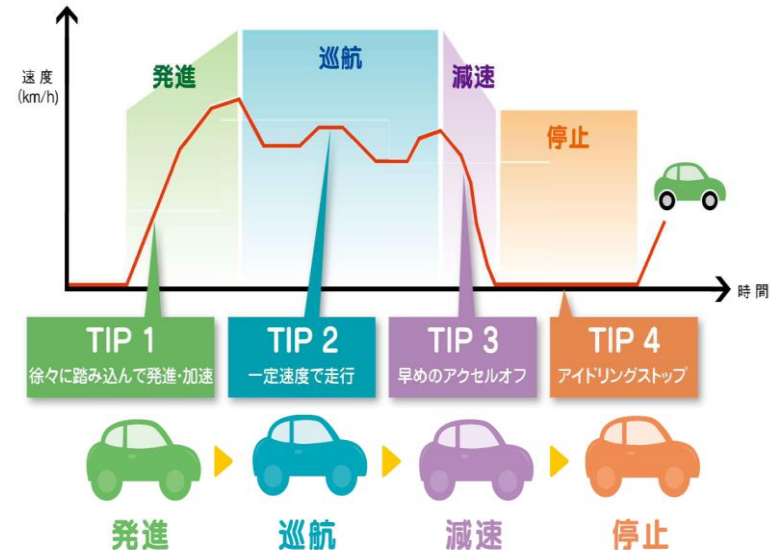 速度
(km/h)
発進
巡航
減速
停止
時間
TIP 1
徐々に踏み込んで発進・加速
TIP 2
一定速度で走行
TIP 3
早めのアクセルオフ
TIP 4
アイドリングストップ
発進
巡航
減速
停止